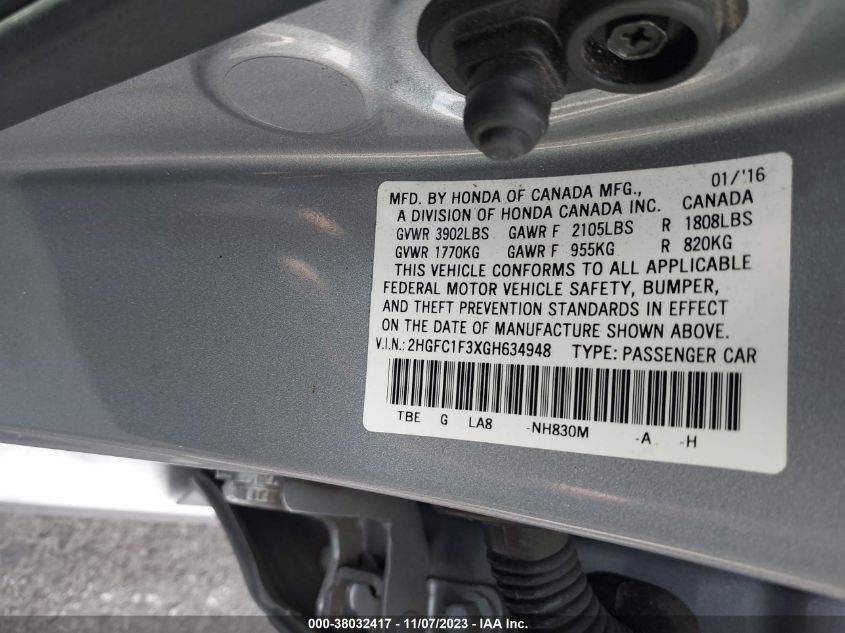 01/'16
MFD. BY HONDA OF CANADA MFG.,
A DIVISION OF HONDA CANADA INC. CANADA
GVWR 3902LBS GAWR F 2105LBS R 1808LBS
GVWR 1770KG GAWR F 955KG R 820KG
THIS VEHICLE CONFORMS TO ALL APPLICABLE
FEDERAL MOTOR VEHICLE SAFETY, BUMPER,
AND THEFT PREVENTION STANDARDS IN EFFECT
ON THE DATE OF MANUFACTURE SHOWN ABOVE.
V.I.N.: 2HGFC1F3XGH634948 TYPE: PASSENGER CAR
TBE G LA8 -NH830M -A -H
000-38032417 - 11/07/2023 - IAA Inc.